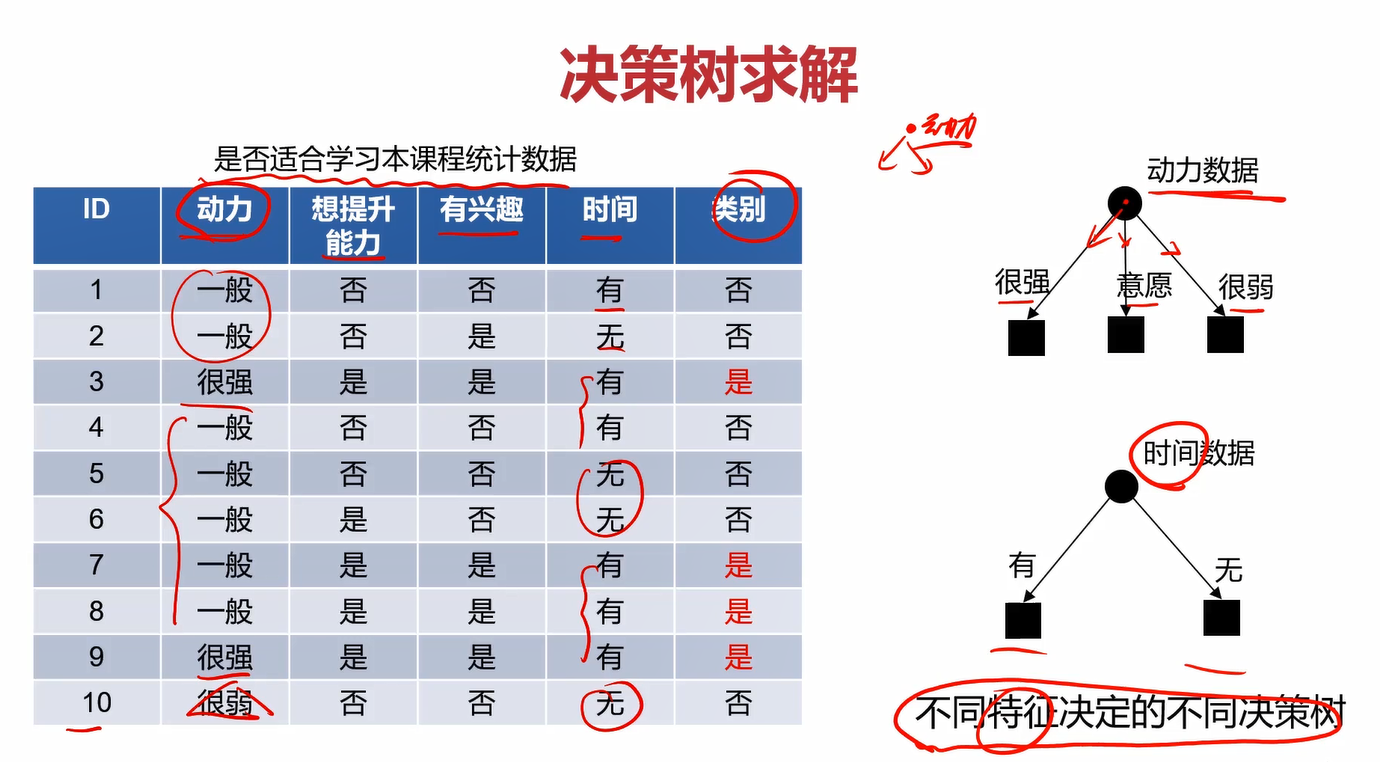 决策树求解
是否适合学习本课程统计数据
ID 动力 想提升能力 有兴趣 时间 类别
1 一般 否 否 有 否
2 一般 否 是 无 否
3 很强 是 是 有 是
4 一般 否 否 有 否
5 一般 否 否 无 否
6 一般 是 否 无 否
7 一般 是 是 有 是
8 一般 是 是 有 是
9 很强 是 是 有 是
10 很弱 否 否 无 否
动力
动力数据
很强 意愿 很弱
时间数据
有 无
不同特征决定的不同决策树